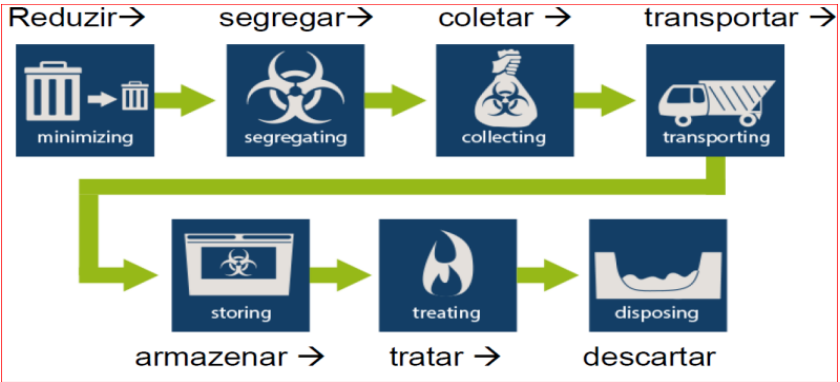 Reduzir→ segregar→ coletar → transportar →
minimizing segregating collecting transporting
storing treating disposing
armazenar → tratar → descartar